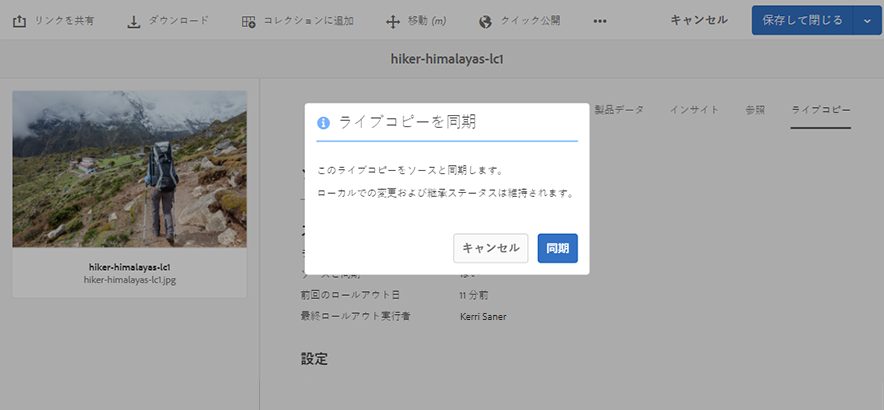 リンクを共有 ダウンロード コレクションに追加 移動 (m) クイック公開 ••• キャンセル 保存して閉じる
hiker-himalayas-lc1
製品データ インサイト 参照 ライブコピー
ライブコピーを同期
このライブコピーをソースと同期します。
ローカルでの変更および継承ステータスは維持されます。
キャンセル 同期
hiker-himalayas-lc1
hiker-himalayas-lc1.jpg
前回のロールアウト日 11 分前
最終ロールアウト実行者 Kerri Saner
設定